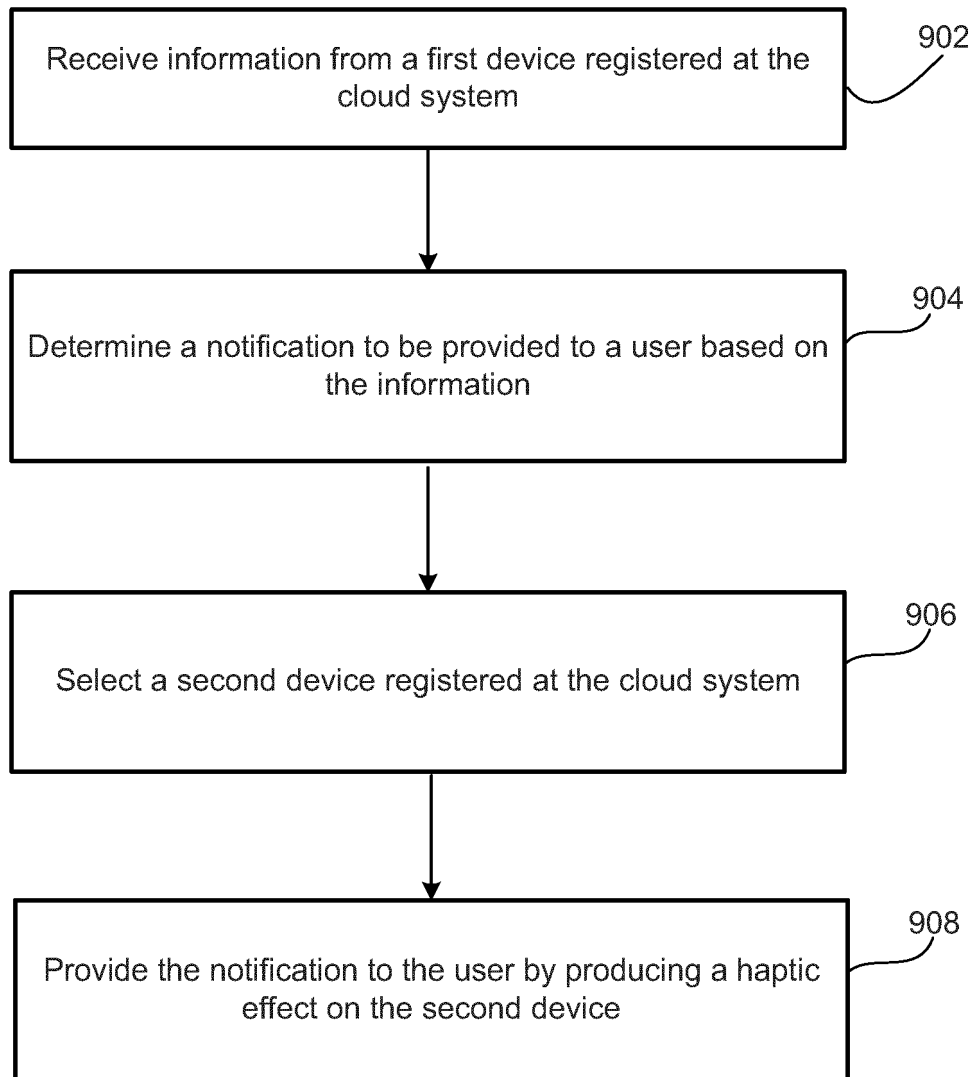 Receive information from a first device registered at the
cloud system
902
Determine a notification to be provided to a user based on
the information
904
Select a second device registered at the cloud system
906
Provide the notification to the user by producing a haptic
effect on the second device
908